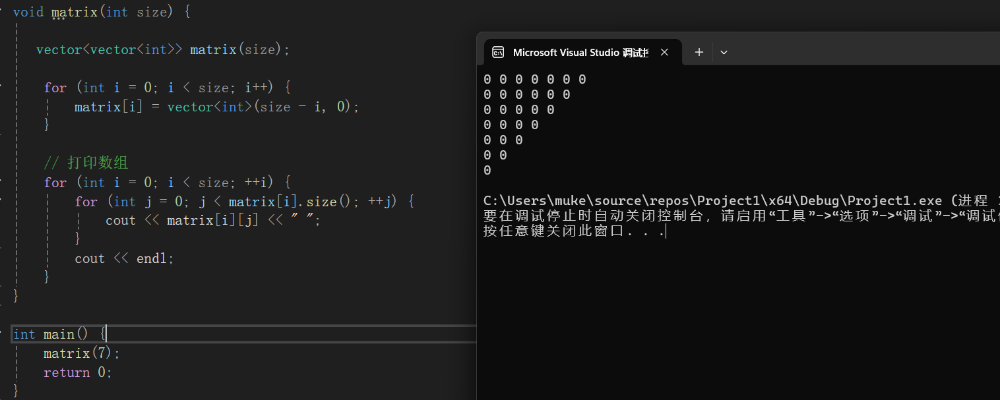 void matrix(int size) {
vector<vector<int>> matrix(size);
for (int i = 0; i < size; i++) {
matrix[i] = vector<int>(size - i, 0);
}
// 打印数组
for (int i = 0; i < size; ++i) {
for (int j = 0; j < matrix[i].size(); ++j) {
cout << matrix[i][j] << " ";
}
cout << endl;
}
}
int main() {
matrix(7);
return 0;
}
Microsoft Visual Studio 调试
0 0 0 0 0 0 0
0 0 0 0 0 0
0 0 0 0 0
0 0 0 0
0 0 0
0 0
0
C:\Users\muke\source\repos\Project1\x64\Debug\Project1.exe (进程
要在调试停止时自动关闭控制台, 请启用“工具”->“选项”->“调试”->“调试
按任意键关闭此窗口. . .